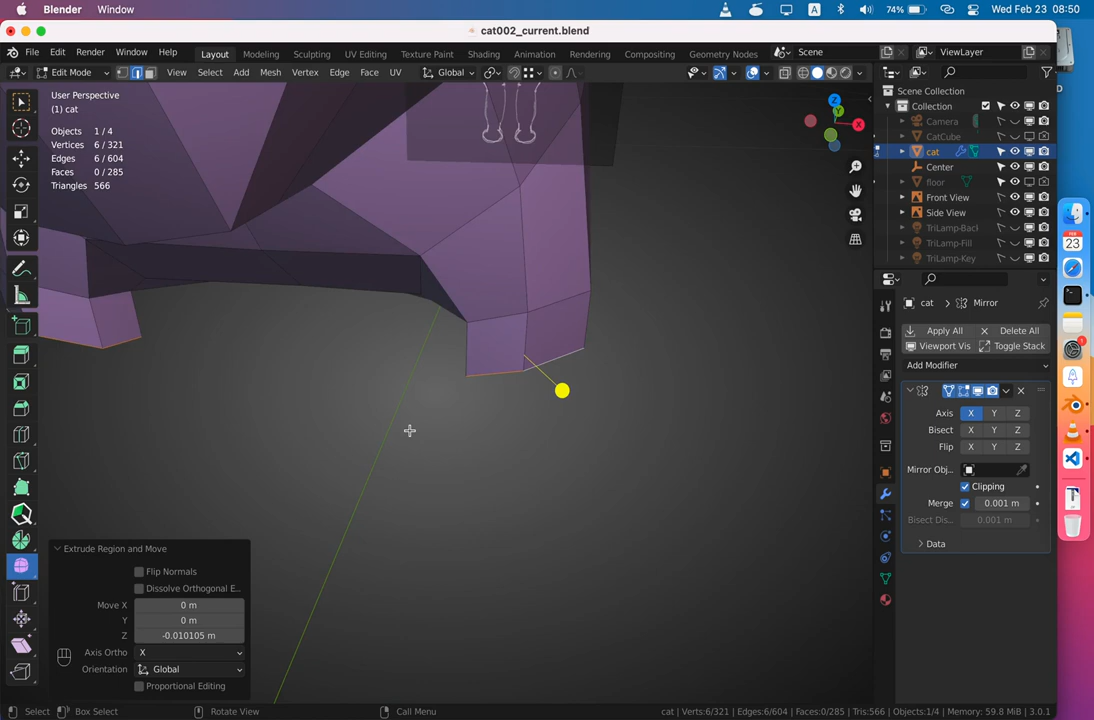 Blender Window
A 74% Wed Feb 23 08:50
cat002_current.blend
File Edit Render Window Help Layout Modeling Sculpting UV Editing Texture Paint Shading Animation Rendering Compositing Geometry Nodes Scene ViewLayer
Edit Mode View Select Add Mesh Vertex Edge Face UV Global
User Perspective
(1) cat
Objects 1/4
Vertices 6/321
Edges 6/604
Faces 0/285
Triangles 566
Z
Y
X
Scene Collection
Collection
Camera
CatCube
cat
Center
floor
Front View
Side View
TriLamp-Back
TriLamp-Fill
TriLamp-Key
cat > Mirror
Apply All Delete All
Viewport Vis Toggle Stack
Add Modifier
Axis X Y Z
Bisect X Y Z
Flip X Y Z
Mirror Obj...
Clipping
Merge 0.001 m
Bisect Dis... 0.001 m
Data
Extrude Region and Move
Flip Normals
Dissolve Orthogonal E...
Move X 0 m
Y 0 m
Z -0.010105 m
Axis Ortho X
Orientation Global
Proportional Editing
FEB
23
Select Box Select Rotate View Call Menu cat | Verts:6/321 | Edges:6/604 | Faces:0/285 | Tris:566 | Objects:1/4 | Memory: 59.8 MiB | 3.0.1